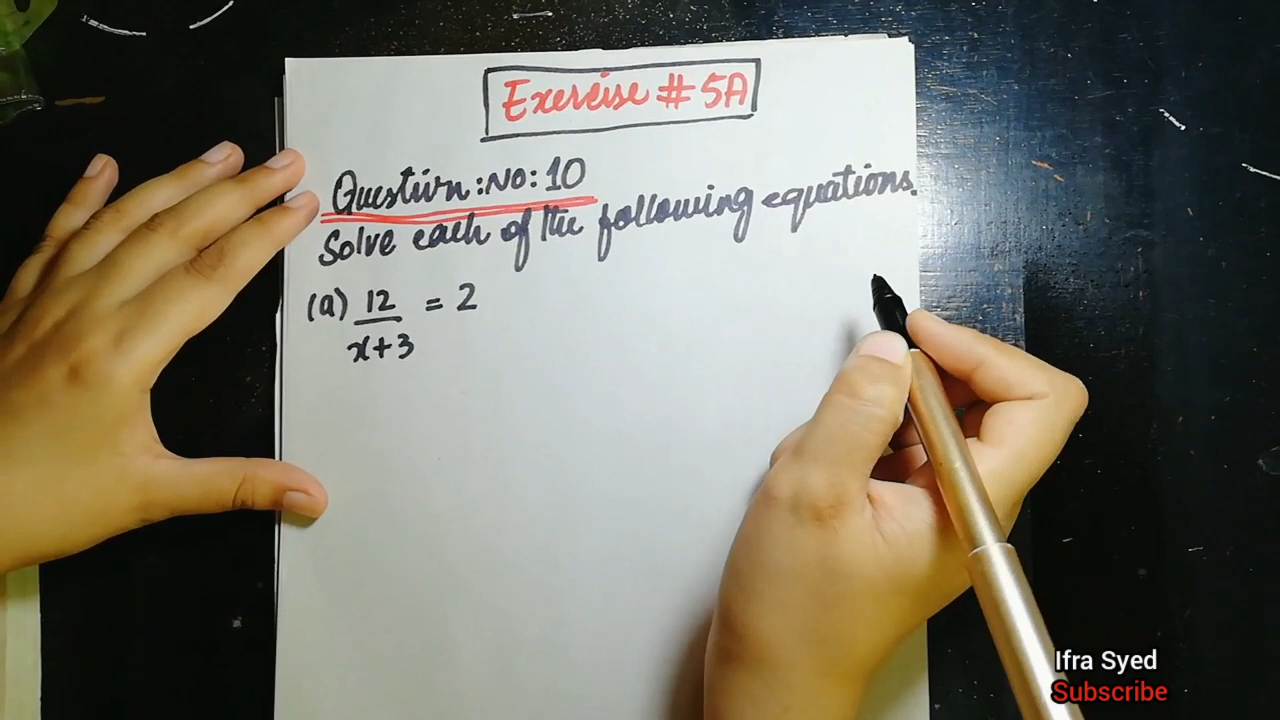 Exercise # 5A
Question:No:10
Solve each of the following equations.
(a) 12/x+3 = 2
Ifra Syed
Subscribe